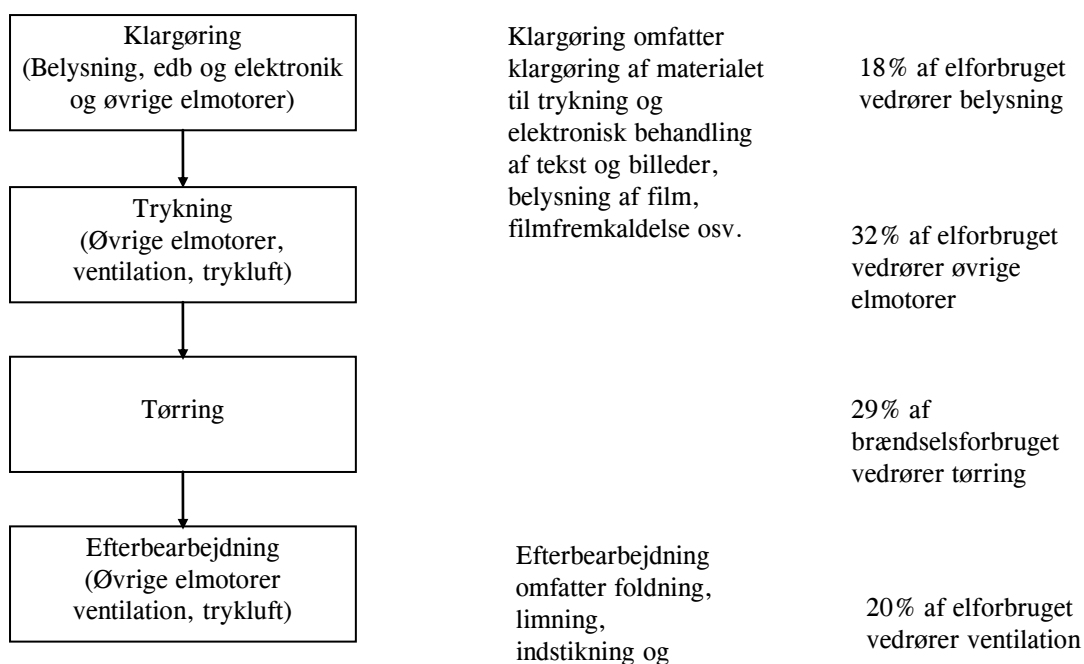 Klargøring
(Belysning, edb og elektronik
og øvrige elmotorer)
Klargøring omfatter
klargøring af materialet
til trykning og
elektronisk behandling
af tekst og billeder,
belysning af film,
filmfremkaldelse osv.
18% af elforbruget
vedrører belysning
Trykning
(Øvrige elmotorer,
ventilation, trykluft)
32% af elforbruget
vedrører øvrige
elmotorer
Tørring
29% af
brændselsforbruget
vedrører tørring
Efterbearbejdning
(Øvrige elmotorer
ventilation, trykluft)
Efterbearbejdning
omfatter foldning,
limning,
indstikning og
20% af elforbruget
vedrører ventilation